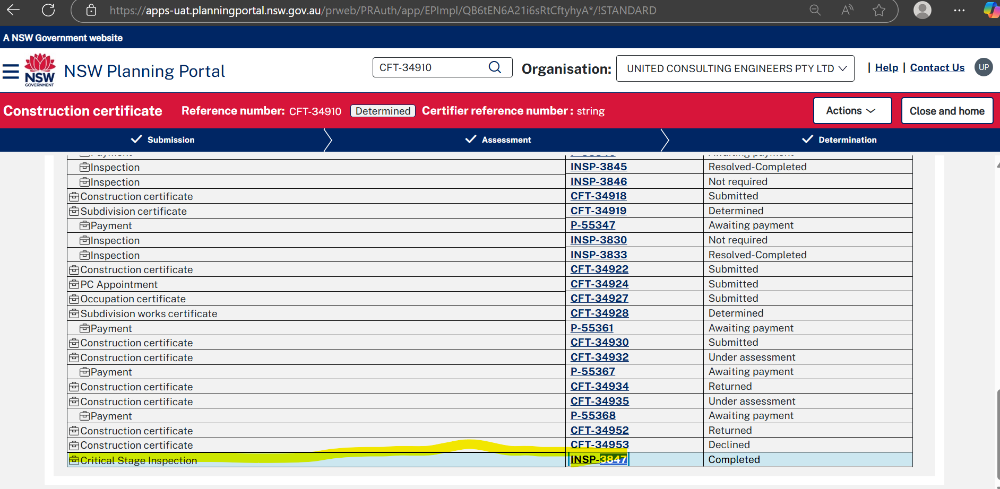 https://apps-uat.planningportal.nsw.gov.au/prweb/PRAuth/app/EPImpl/QB6tEN6A21i6sRtCftyhyA*/!STANDARD
A NSW Government website
NSW GOVERNMENT
NSW Planning Portal
CFT-34910
Organisation: UNITED CONSULTING ENGINEERS PTY LTD
| Help | Contact Us UP
Construction certificate Reference number: CFT-34910 Determined Certifier reference number : string Actions Close and home
Submission Assessment Determination
Inspection INSP-3845 Resolved-Completed
Inspection INSP-3846 Not required
Construction certificate CFT-34918 Submitted
Subdivision certificate CFT-34919 Determined
Payment P-55347 Awaiting payment
Inspection INSP-3830 Not required
Inspection INSP-3833 Resolved-Completed
Construction certificate CFT-34922 Submitted
PC Appointment CFT-34924 Submitted
Occupation certificate CFT-34927 Submitted
Subdivision works certificate CFT-34928 Determined
Payment P-55361 Awaiting payment
Construction certificate CFT-34930 Submitted
Construction certificate CFT-34932 Under assessment
Payment P-55367 Awaiting payment
Construction certificate CFT-34934 Returned
Construction certificate CFT-34935 Under assessment
Payment P-55368 Awaiting payment
Construction certificate CFT-34952 Returned
Construction certificate CFT-34953 Declined
Critical Stage Inspection INSP-3847 Completed